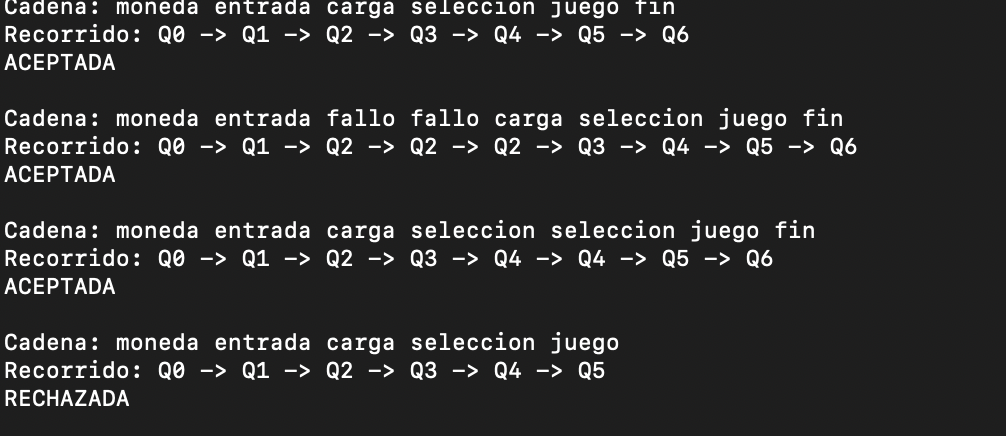 Cadena: moneda entrada carga seleccion juego fin
Recorrido: Q0 -> Q1 -> Q2 -> Q3 -> Q4 -> Q5 -> Q6
ACEPTADA
Cadena: moneda entrada fallo fallo carga seleccion juego fin
Recorrido: Q0 -> Q1 -> Q2 -> Q2 -> Q2 -> Q3 -> Q4 -> Q5 -> Q6
ACEPTADA
Cadena: moneda entrada carga seleccion seleccion juego fin
Recorrido: Q0 -> Q1 -> Q2 -> Q3 -> Q4 -> Q4 -> Q5 -> Q6
ACEPTADA
Cadena: moneda entrada carga seleccion juego
Recorrido: Q0 -> Q1 -> Q2 -> Q3 -> Q4 -> Q5
RECHAZADA